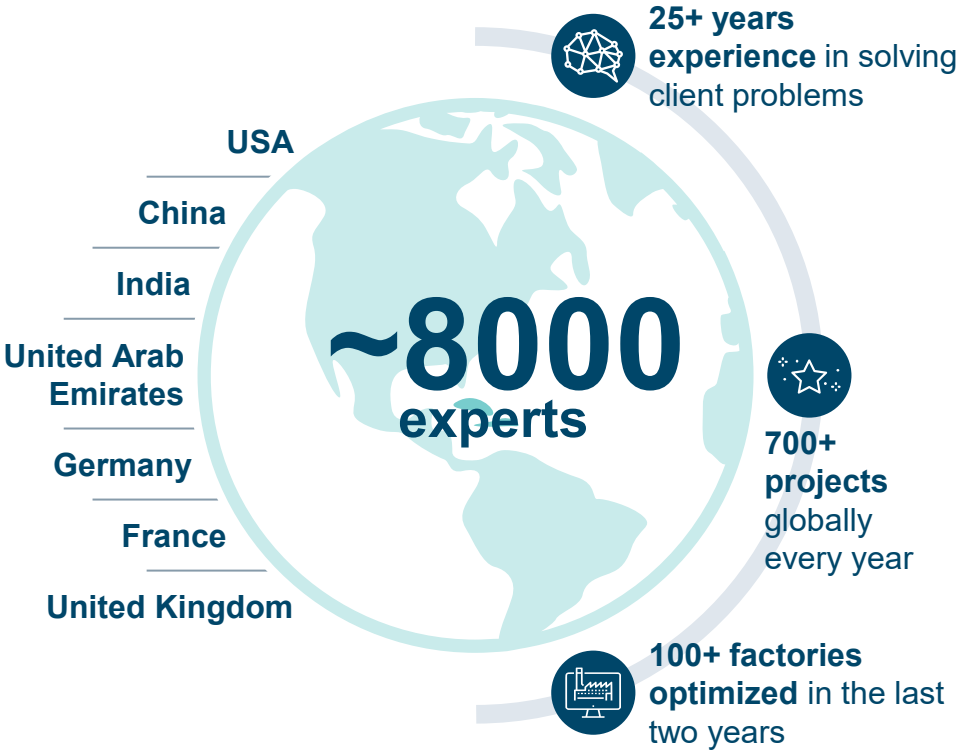 USA
China
India
United Arab
Emirates
Germany
France
United Kingdom
~8000
experts
25+ years
experience in solving
client problems
700+
projects
globally
every year
100+ factories
optimized in the last
two years